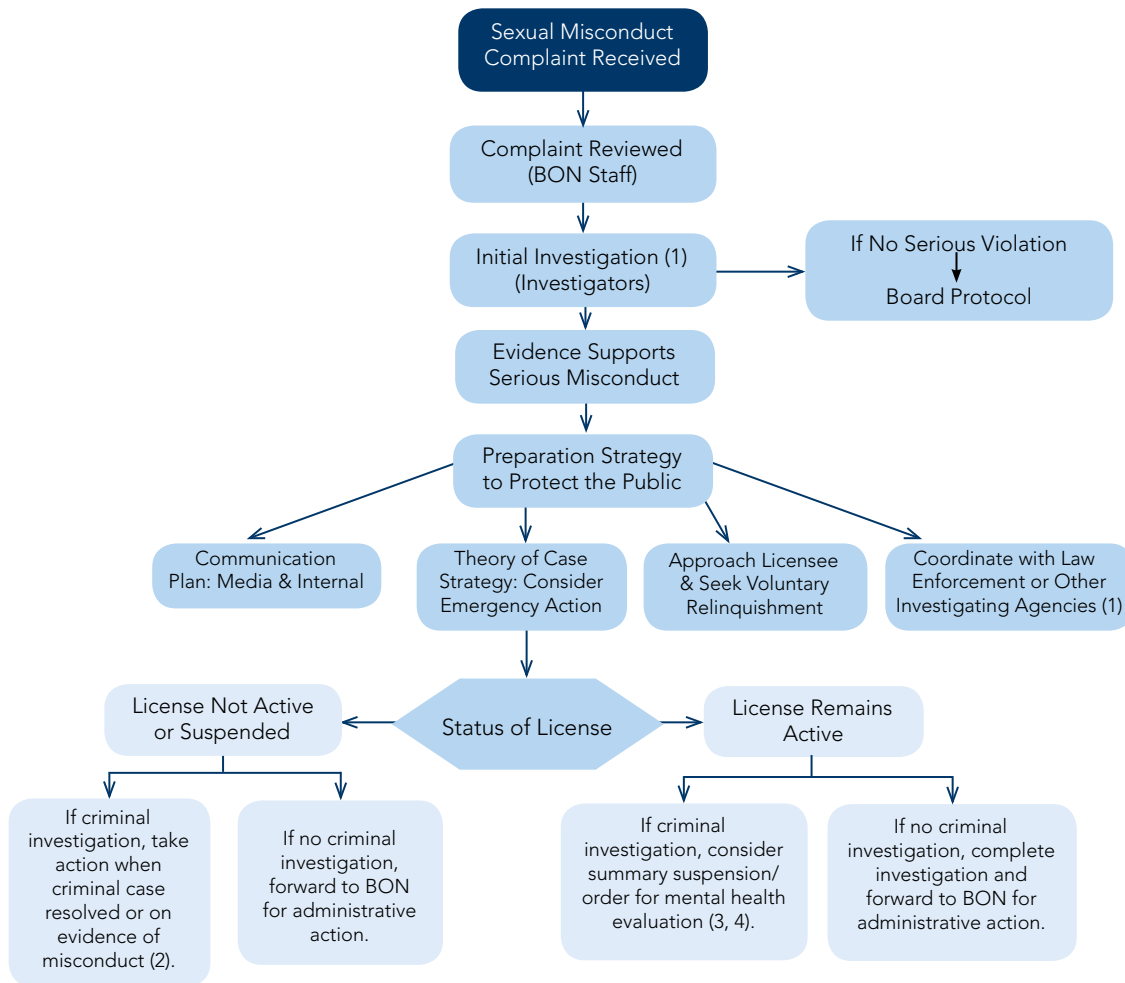 Sexual Misconduct
Complaint Received
Complaint Reviewed
(BON Staff)
Initial Investigation (1)
(Investigators)
If No Serious Violation
Board Protocol
Evidence Supports
Serious Misconduct
Preparation Strategy
to Protect the Public
Communication
Plan: Media & Internal
Theory of Case
Strategy: Consider
Emergency Action
Approach Licensee
& Seek Voluntary
Relinquishment
Coordinate with Law
Enforcement or Other
Investigating Agencies (1)
License Not Active
or Suspended
Status of License
License Remains
Active
If criminal
investigation, take
action when
criminal case
resolved or on
evidence of
misconduct (2).
If no criminal
investigation,
forward to BON
for administrative
action.
If criminal
investigation, consider
summary suspension/
order for mental health
evaluation (3, 4).
If no criminal
investigation, complete
investigation and
forward to BON for
administrative action.